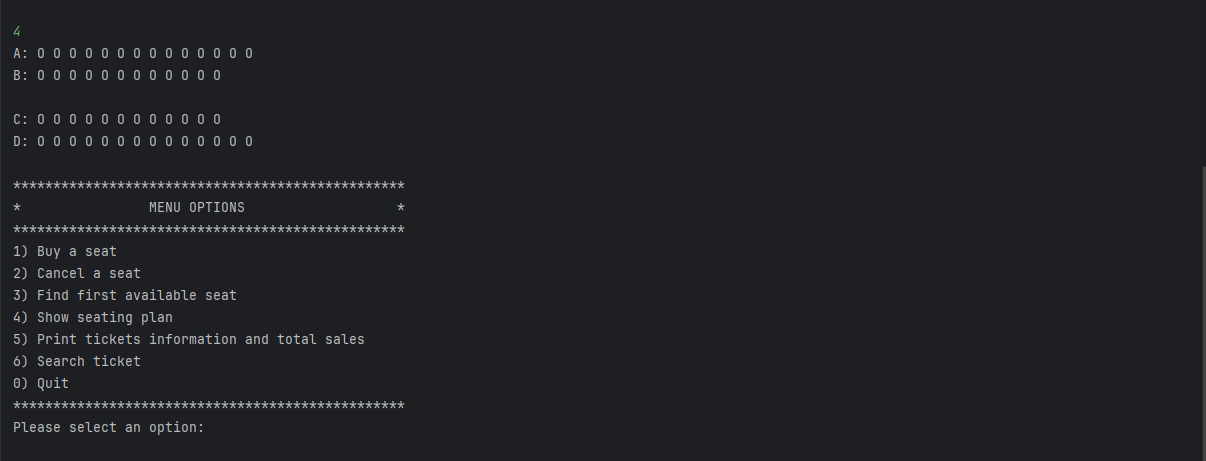 4
A: O O O O O O O O O O O O O O
B: O O O O O O O O O O O O
C: O O O O O O O O O O O O
D: O O O O O O O O O O O O O O
*************************************************
*                MENU OPTIONS                   *
*************************************************
1) Buy a seat
2) Cancel a seat
3) Find first available seat
4) Show seating plan
5) Print tickets information and total sales
6) Search ticket
0) Quit
*************************************************
Please select an option: